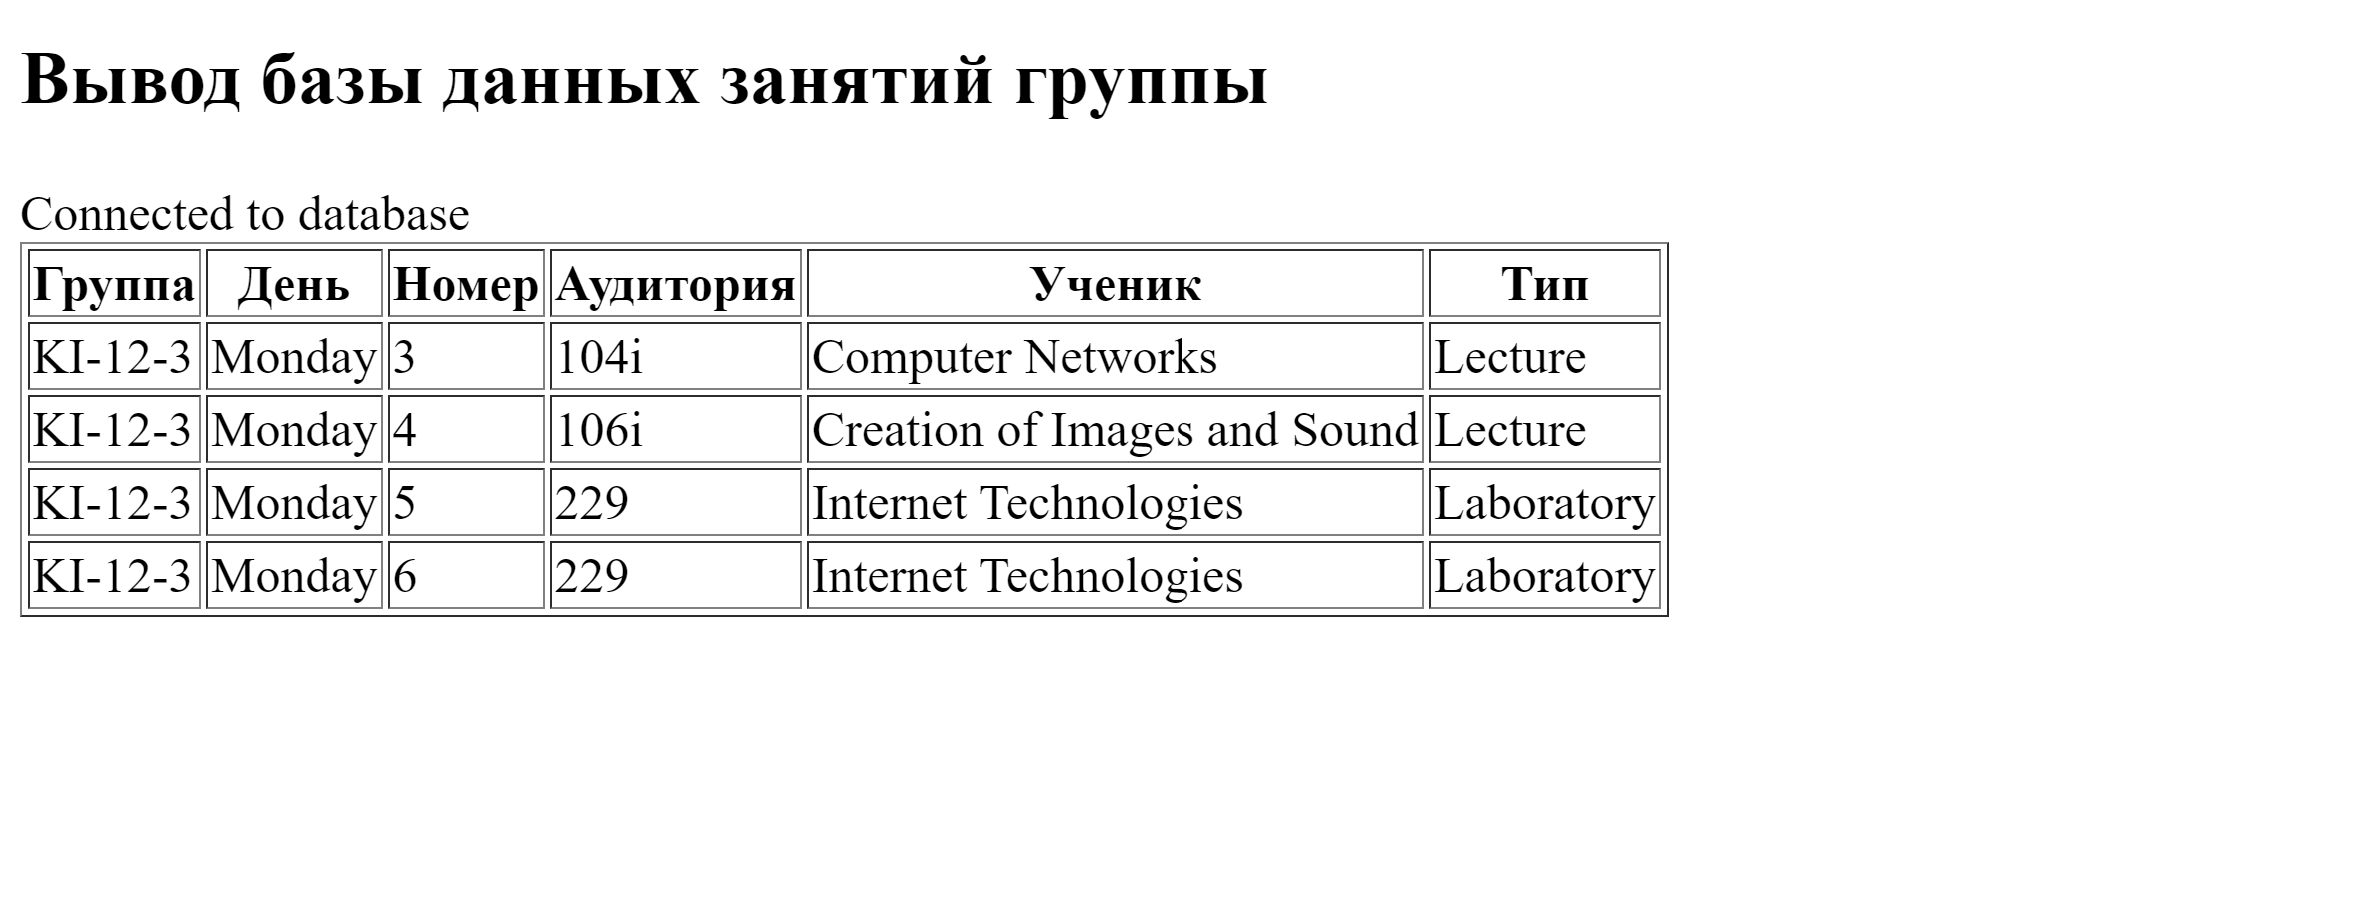 Вывод базы данных занятий группы
Connected to database
Группа День Номер Аудитория Ученик Тип
KI-12-3 Monday 3 104i Computer Networks Lecture
KI-12-3 Monday 4 106i Creation of Images and Sound Lecture
KI-12-3 Monday 5 229 Internet Technologies Laboratory
KI-12-3 Monday 6 229 Internet Technologies Laboratory